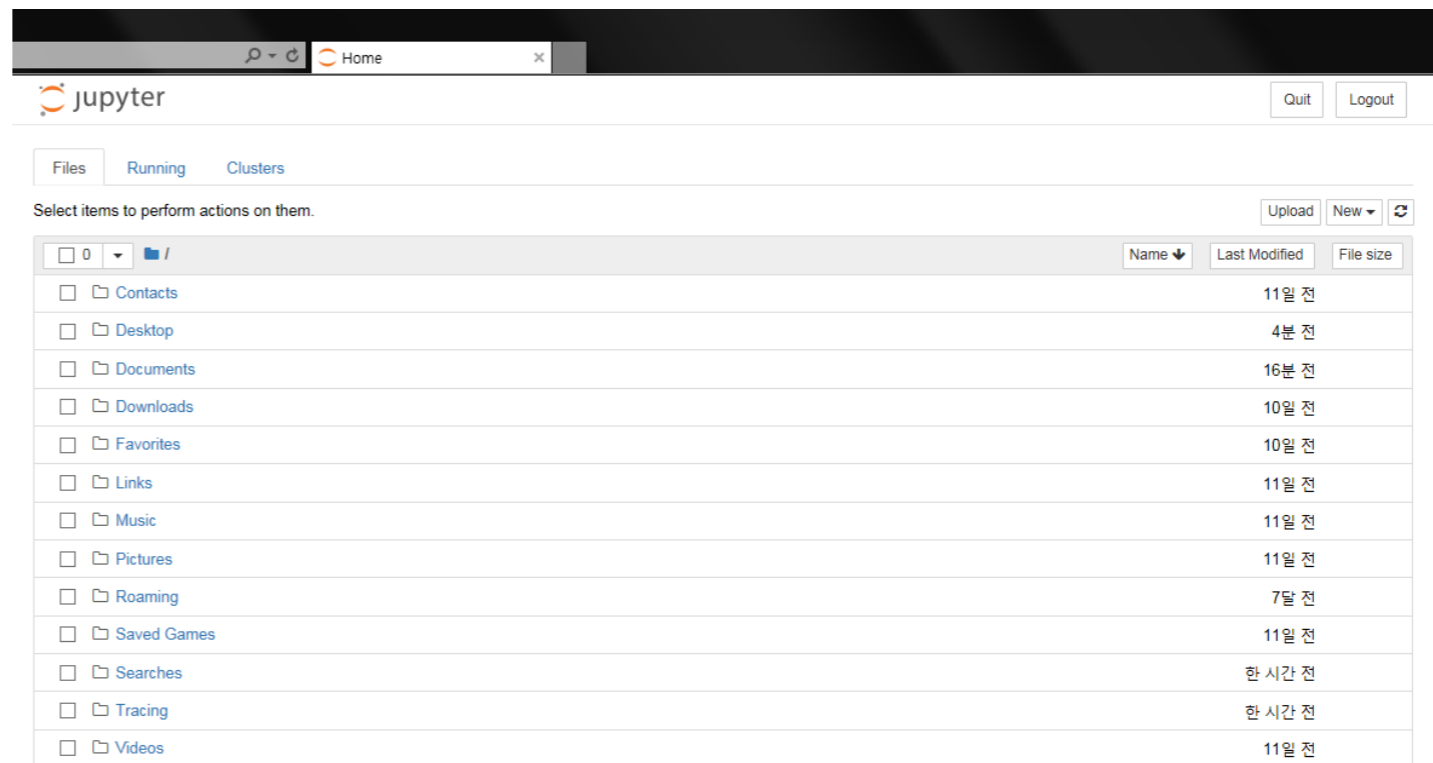 Home
jupyter
Quit Logout
Files Running Clusters
Select items to perform actions on them.
Upload New
0 / Name Last Modified File size
Contacts 11일 전
Desktop 4분 전
Documents 16분 전
Downloads 10일 전
Favorites 10일 전
Links 11일 전
Music 11일 전
Pictures 11일 전
Roaming 7달 전
Saved Games 11일 전
Searches 한 시간 전
Tracing 한 시간 전
Videos 11일 전